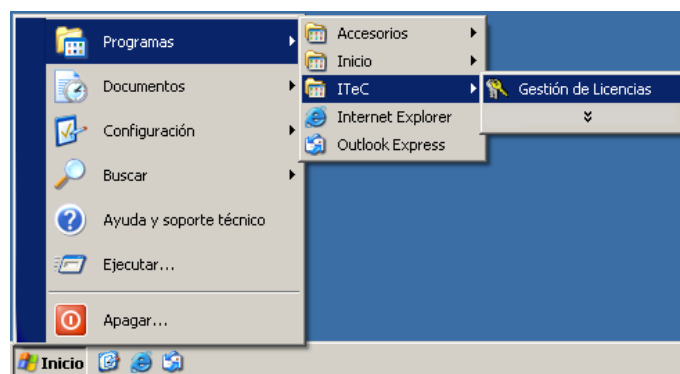 Programas
Documentos
Configuración
Buscar
Ayuda y soporte técnico
Ejecutar...
Apagar...
Accesorios
Inicio
ITeC
Internet Explorer
Outlook Express
Gestión de Licencias
Inicio